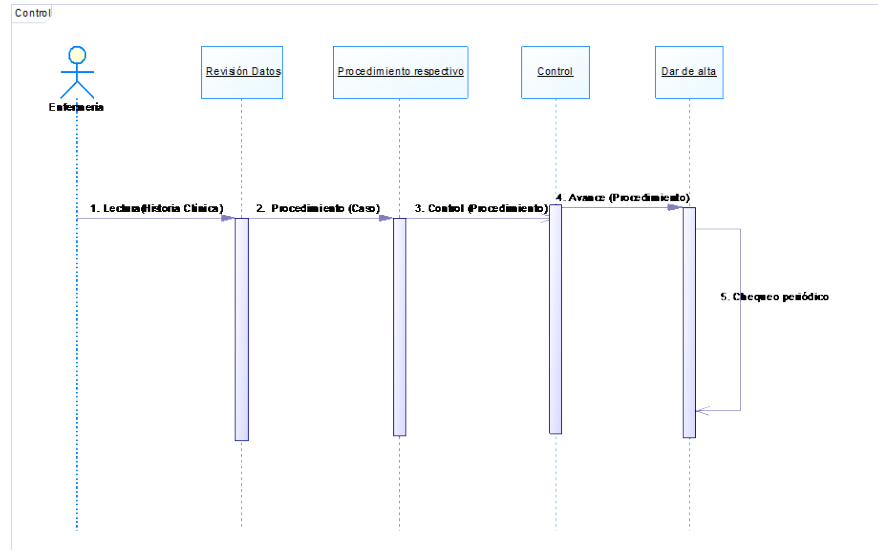 Control
Revisión Datos
Procedimiento respectivo
Control
Dar de alta
Enfermería
1. Lectura(Historia Clínica)
2. Procedimiento (Caso)
3. Control (Procedimiento)
4. Avance (Procedimiento)
5. Chequeo periódico